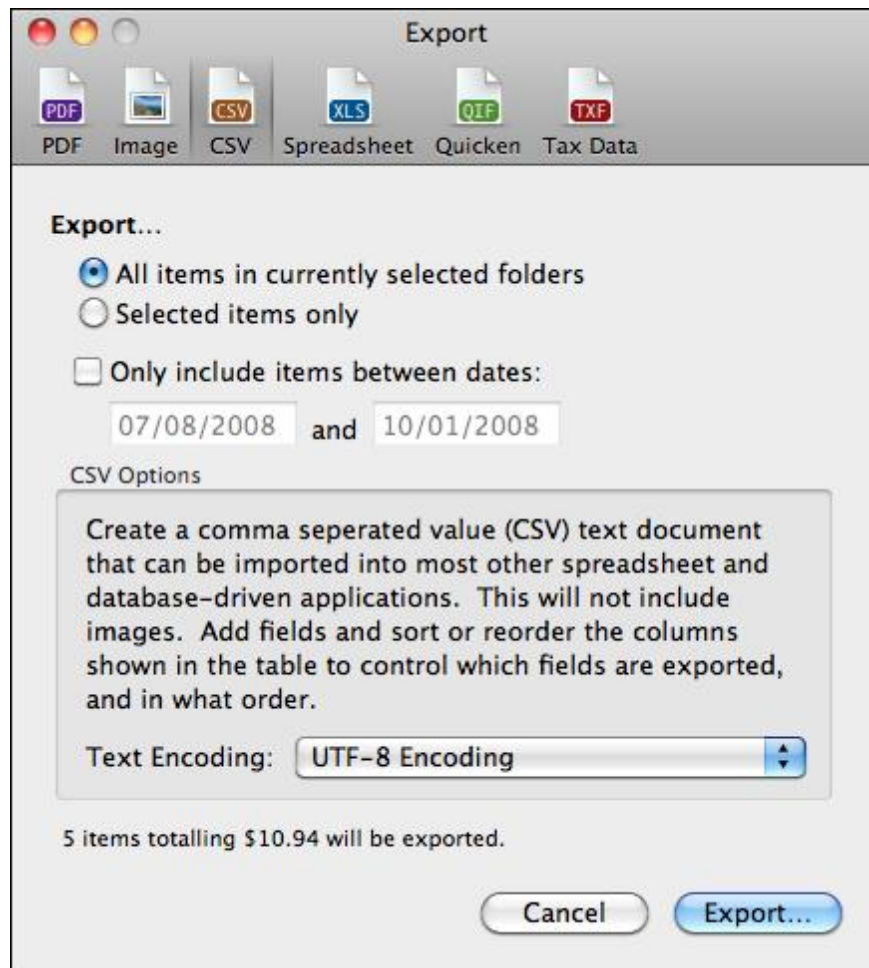 Export
PDF Image CSV XLS QIF TXF
PDF Image CSV Spreadsheet Quicken Tax Data
Export...
All items in currently selected folders
Selected items only
Only include items between dates:
07/08/2008 and 10/01/2008
CSV Options
Create a comma seperated value (CSV) text document
that can be imported into most other spreadsheet and
database-driven applications. This will not include
images. Add fields and sort or reorder the columns
shown in the table to control which fields are exported,
and in what order.
Text Encoding: UTF-8 Encoding
5 items totalling $10.94 will be exported.
Cancel Export...